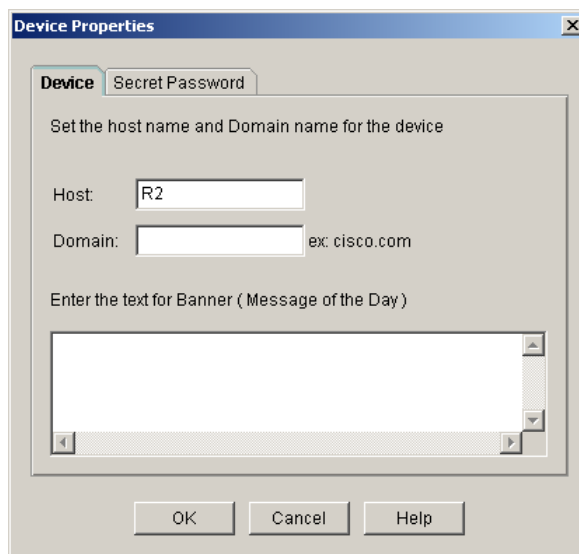 Device Properties
Device Secret Password
Set the host name and Domain name for the device
Host: R2
Domain: ex: cisco.com
Enter the text for Banner ( Message of the Day )
OK Cancel Help